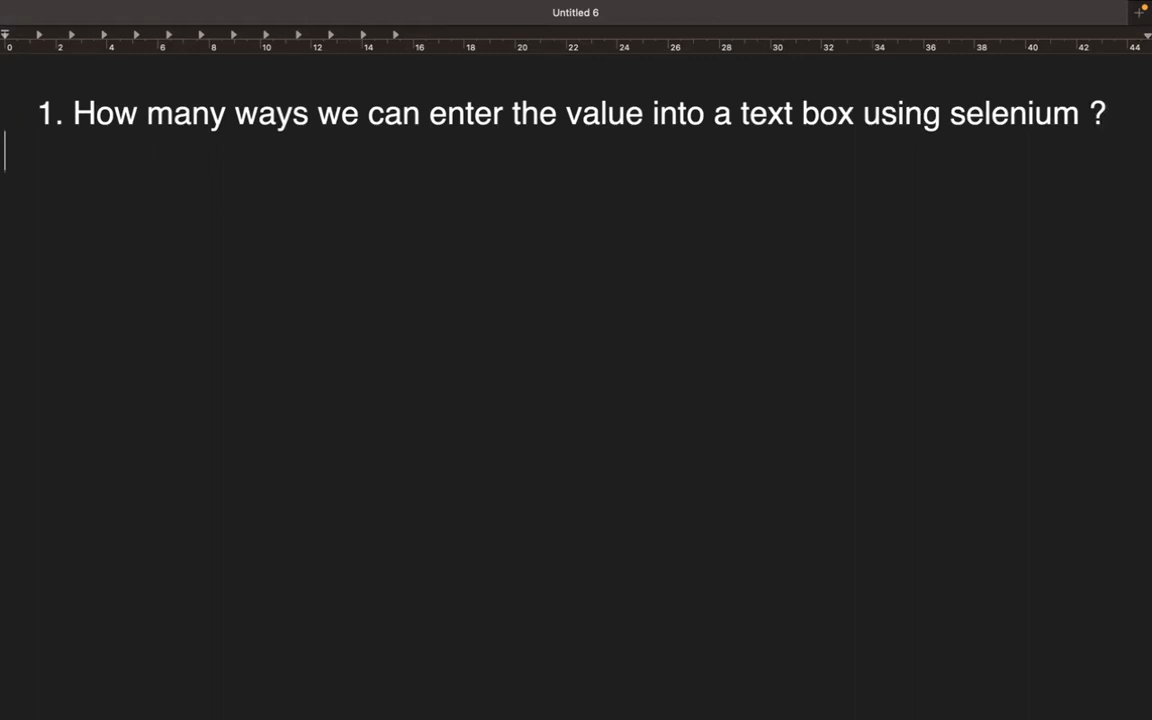 Untitled 6
0 2 4 6 8 10 12 14 16 18 20 22 24 26 28 30 32 34 36 38 40 42 44
1. How many ways we can enter the value into a text box using selenium ?